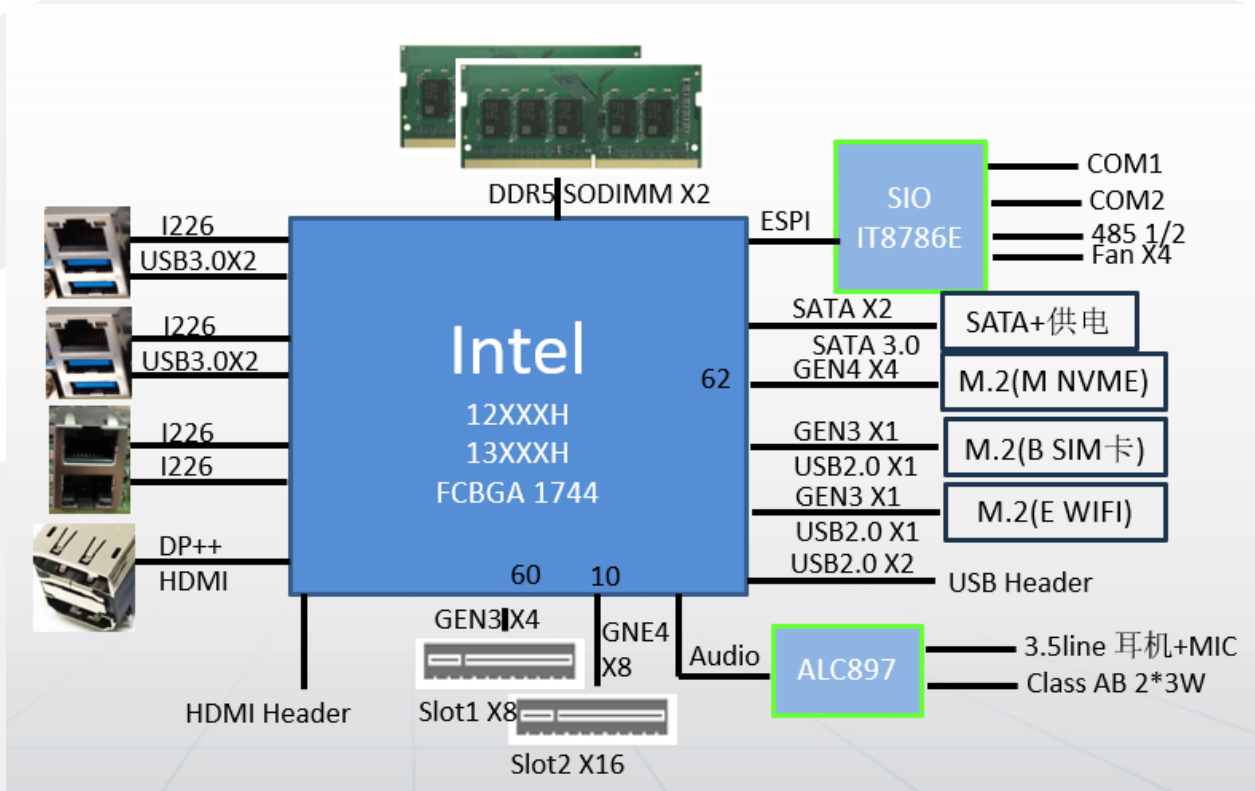 DDR5 SODIMM X2
I226
USB3.0X2
I226
USB3.0X2
I226
I226
DP++
HDMI
Intel
12XXXH
13XXXH
FCBGA 1744
62
60
10
ESPI
SIO
IT8786E
COM1
COM2
485 1/2
Fan X4
SATA X2
SATA 3.0
SATA+供电
GEN4 X4
M.2(M NVME)
GEN3 X1
USB2.0 X1
M.2(B SIM卡)
GEN3 X1
USB2.0 X1
M.2(E WIFI)
USB2.0 X2
USB Header
HDMI Header
GEN3 X4
Slot1 X8
GNE4
X8
Slot2 X16
Audio
ALC897
3.5line 耳机+MIC
Class AB 2*3W